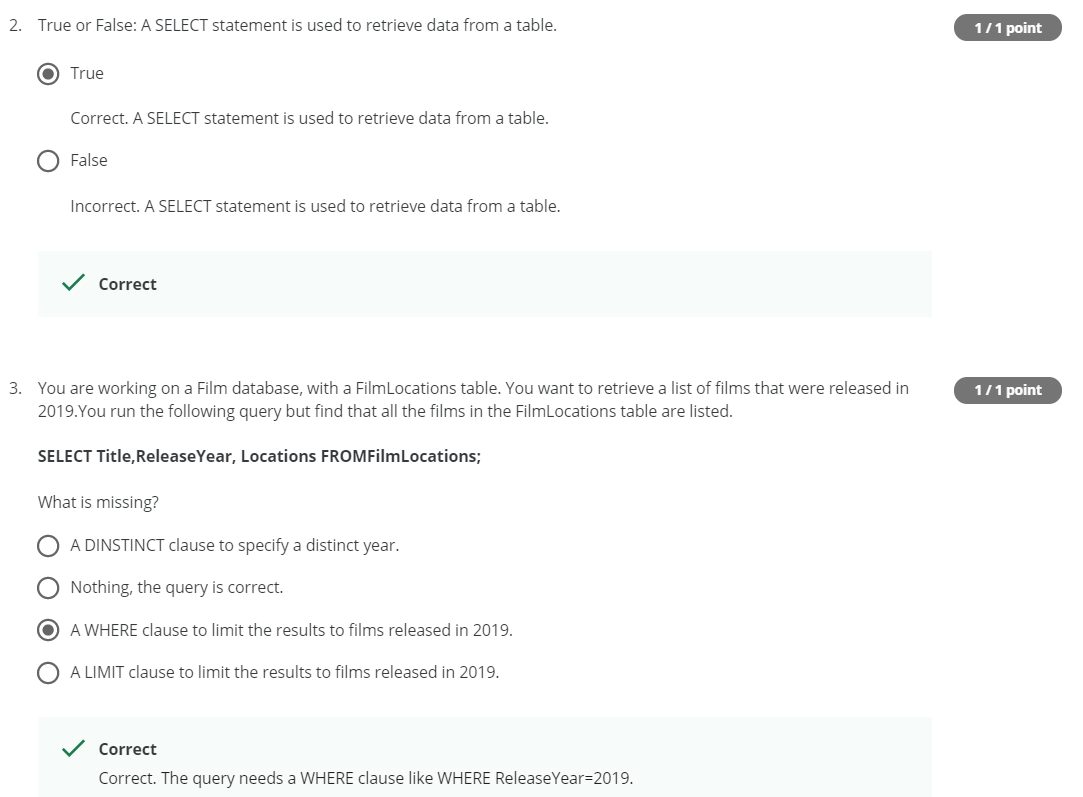 2. True or False: A SELECT statement is used to retrieve data from a table.
1 / 1 point
True
Correct. A SELECT statement is used to retrieve data from a table.
False
Incorrect. A SELECT statement is used to retrieve data from a table.
Correct
3. You are working on a Film database, with a FilmLocations table. You want to retrieve a list of films that were released in
1 / 1 point
2019.You run the following query but find that all the films in the FilmLocations table are listed.
SELECT Title,ReleaseYear, Locations FROMFilmLocations;
What is missing?
A DINSTINCT clause to specify a distinct year.
Nothing, the query is correct.
A WHERE clause to limit the results to films released in 2019.
A LIMIT clause to limit the results to films released in 2019.
Correct
Correct. The query needs a WHERE clause like WHERE ReleaseYear=2019.